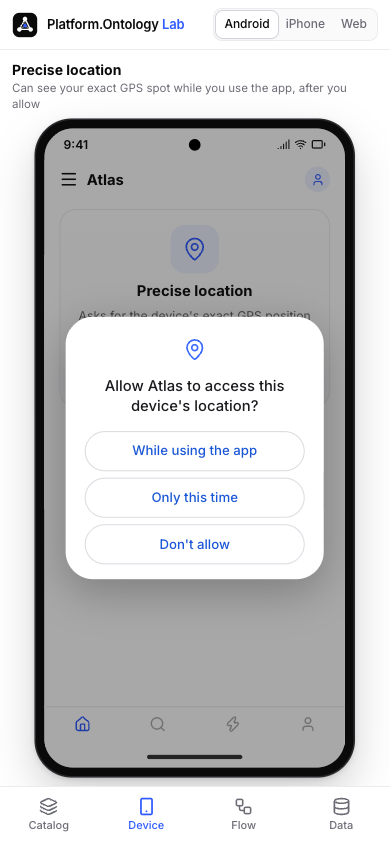 Platform.Ontology Lab
Android
iPhone
Web
Precise location
Can see your exact GPS spot while you use the app, after you
allow
9:41
Atlas
Precise location
Asks for the device's exact GPS position
Allow Atlas to access this
device's location?
While using the app
Only this time
Don't allow
Catalog
Device
Flow
Data